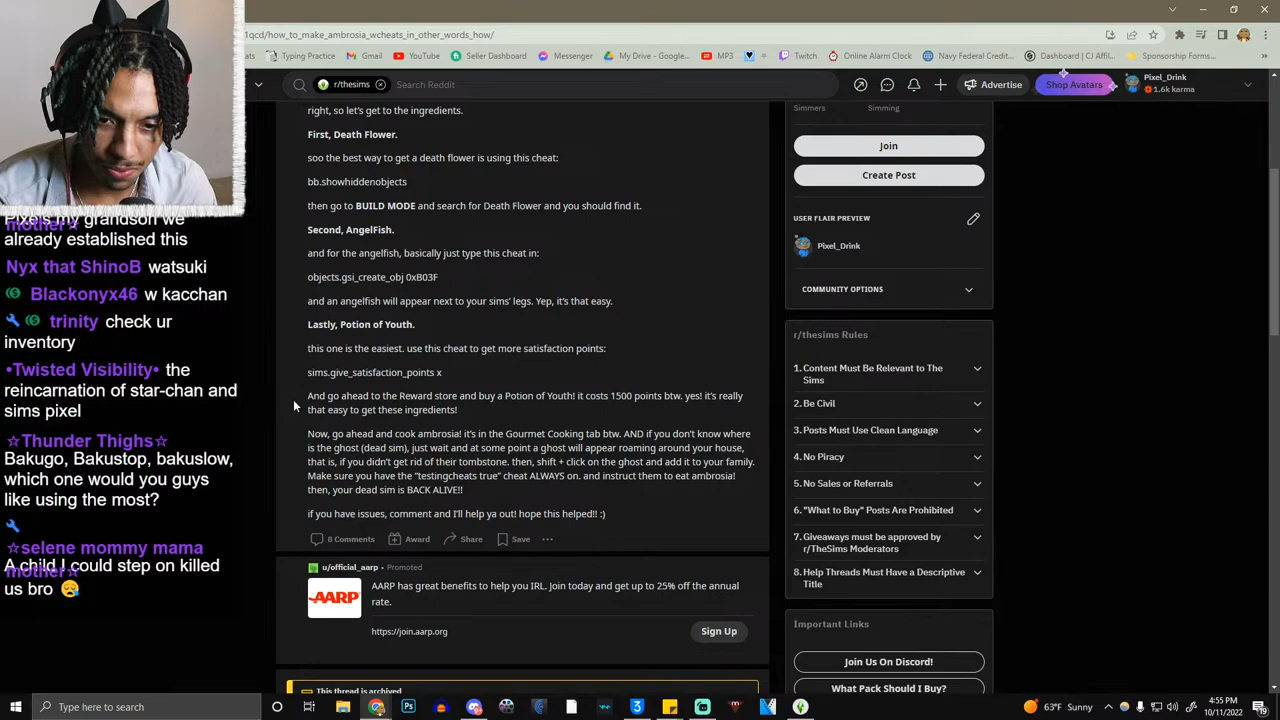 1qcd/how_to_make_ambrosia_wcheats_in_other_words_how/
Typing Practice
Gmail
YouTube
Seller Dashboard
Messenger
My Drive - Google...
MP3
Twitch
Online Alarm Clock
Navy Federal Credit...
Dashboard | CJ Affil...
Sponsorship Forms...
»
r/thesims
Search Reddit
Advertise
Shop Avatars
Pixel_Drink
1.6k karma
right, so let's get to the ingredients.
First, Death Flower.
soo the best way to get a death flower is using this cheat:
bb.showhiddenobjects
then go to BUILD MODE and search for Death Flower and you should find it.
Second, AngelFish.
and for the angelfish, basically just type this cheat in:
objects.gsi_create_obj 0xB03F
and an angelfish will appear next to your sims' legs. Yep, it's that easy.
Lastly, Potion of Youth.
this one is the easiest. use this cheat to get more satisfaction points:
sims.give_satisfaction_points x
And go ahead to the Reward store and buy a Potion of Youth! it costs 1500 points btw. yes! it's really
that easy to get these ingredients!
Now, go ahead and cook ambrosia! it's in the Gourmet Cooking tab btw. AND if you don't know where
is the ghost (dead sim), just wait and at some point a ghost will appear roaming around your house,
that is, if you didn't get rid of their tombstone. then, shift + click on the ghost and add it to your family.
Make sure you have the "testingcheats true" cheat ALWAYS on. and instruct them to eat ambrosia!
then, your dead sim is BACK ALIVE!!
if you have issues, comment and I'll help ya out! hope this helped!! :)
8 Comments
Award
Share
Save
u/official_aarp • Promoted
AARP
AARP has great benefits to help you IRL. Join today and get up to 25% off the annual
rate.
https://join.aarp.org
Sign Up
This thread is archived
Simmers
Simming
Join
Create Post
USER FLAIR PREVIEW
Pixel_Drink
COMMUNITY OPTIONS
r/thesims Rules
1. Content Must Be Relevant to The
Sims
2. Be Civil
3. Posts Must Use Clean Language
4. No Piracy
5. No Sales or Referrals
6. "What to Buy" Posts Are Prohibited
7. Giveaways must be approved by
r/TheSims Moderators
8. Help Threads Must Have a Descriptive
Title
Important Links
Join Us On Discord!
What Pack Should I Buy?
mother☆
already established this
Nyx that ShinoB watsuki
Blackonyx46 w kacchan
trinity check ur
inventory
•Twisted Visibility• the
reincarnation of star-chan and
sims pixel
☆Thunder Thighs☆
Bakugo, Bakustop, bakuslow,
which one would you guys
like using the most?
☆selene mommy mama
mother☆
A child I could step on killed
us bro 😥
Type here to search
63°F Sunny
4:55 PM
10/11/2022
19